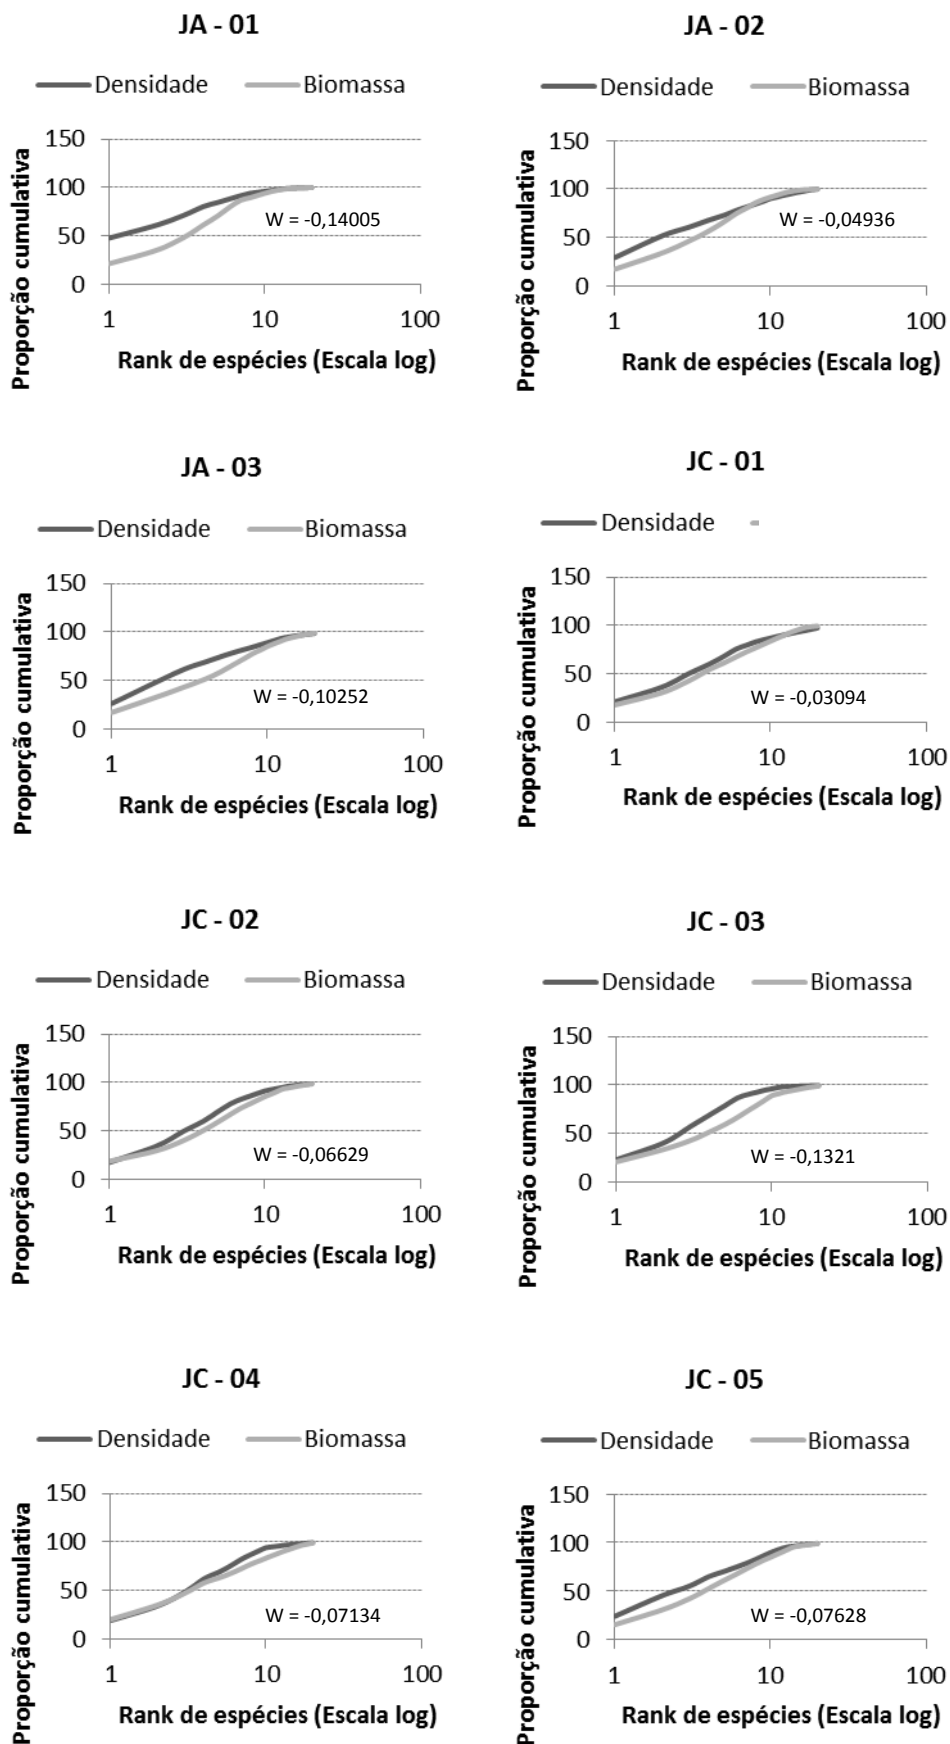 JA - 01
Densidade Biomassa
Proporção cumulativa
150
100
50
0
W = -0,14005
1 10 100
Rank de espécies (Escala log)
JA - 02
Densidade Biomassa
Proporção cumulativa
150
100
50
0
W = -0,04936
1 10 100
Rank de espécies (Escala log)
JA - 03
Densidade Biomassa
Proporção cumulativa
150
100
50
0
W = -0,10252
1 10 100
Rank de espécies (Escala log)
JC - 01
Densidade
Proporção cumulativa
150
100
50
0
W = -0,03094
1 10 100
Rank de espécies (Escala log)
JC - 02
Densidade Biomassa
Proporção cumulativa
150
100
50
0
W = -0,06629
1 10 100
Rank de espécies (Escala log)
JC - 03
Densidade Biomassa
Proporção cumulativa
150
100
50
0
W = -0,1321
1 10 100
Rank de espécies (Escala log)
JC - 04
Densidade Biomassa
Proporção cumulativa
150
100
50
0
W = -0,07134
1 10 100
Rank de espécies (Escala log)
JC - 05
Densidade Biomassa
Proporção cumulativa
150
100
50
0
W = -0,07628
1 10 100
Rank de espécies (Escala log)